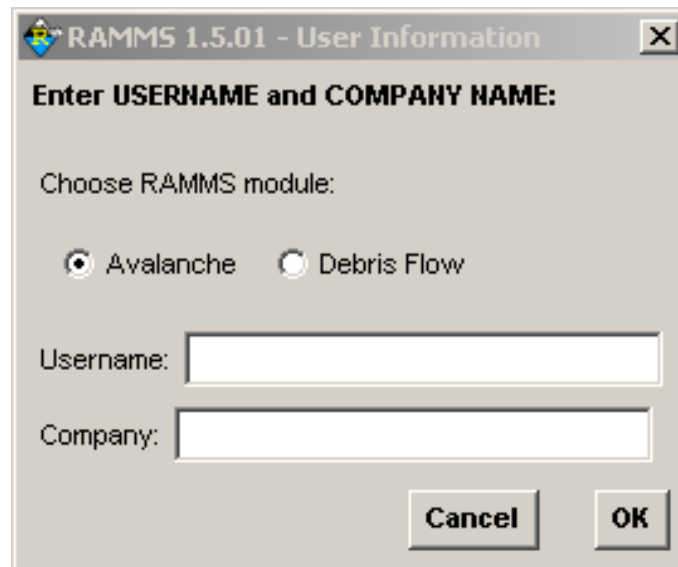 RAMMS 1.5.01 - User Information
Enter USERNAME and COMPANY NAME:
Choose RAMMS module:
Avalanche Debris Flow
Username:
Company:
Cancel OK